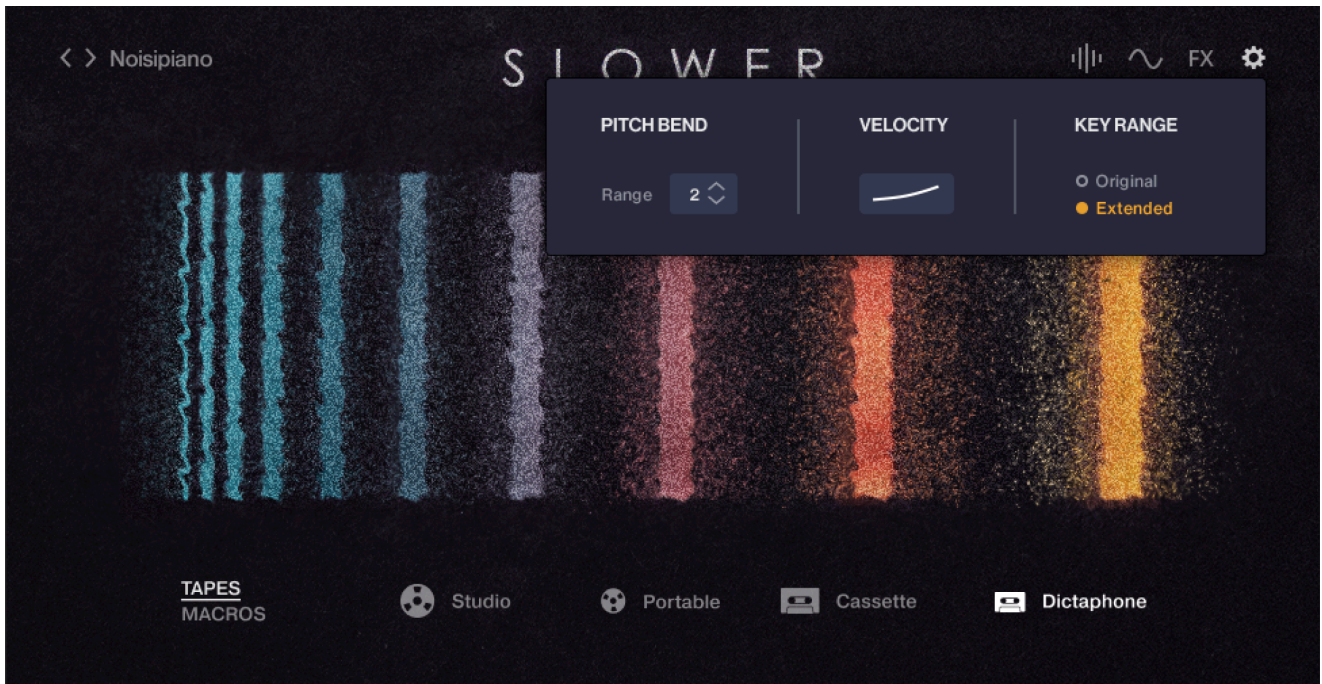 Noisipiano
SLOWER
FX
PITCH BEND
VELOCITY
KEY RANGE
Range
2
Original
Extended
TAPES
MACROS
Studio
Portable
Cassette
Dictaphone